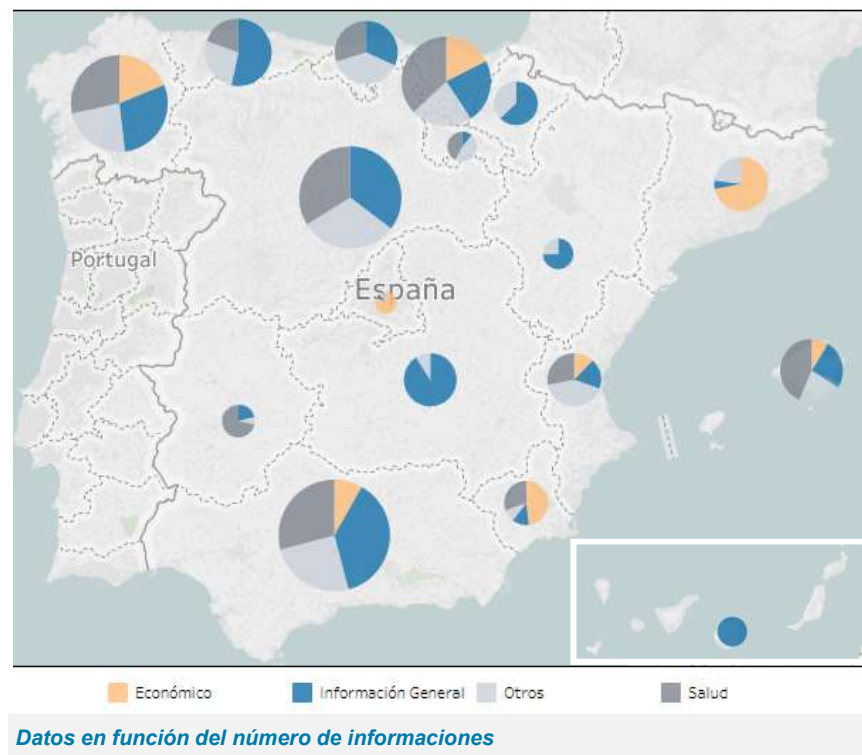 Portugal
España
Económico
Información General
Otros
Salud
Datos en función del número de informaciones